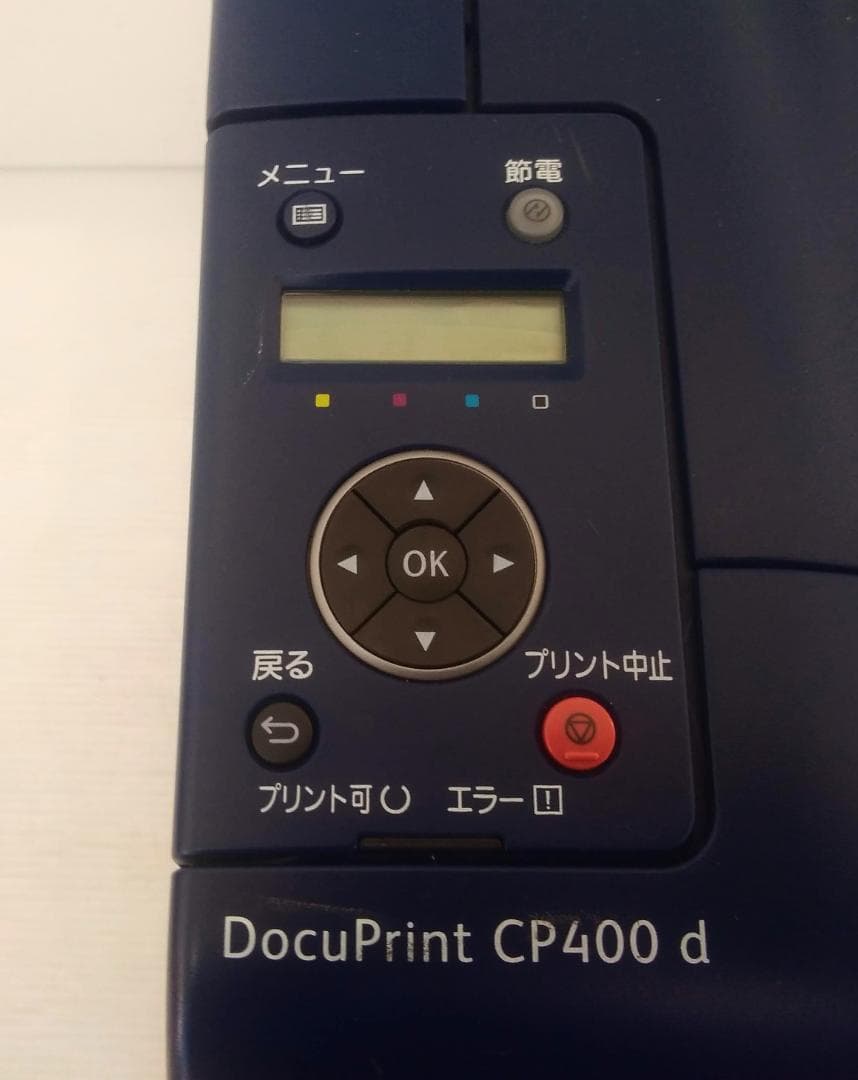 メニュー
節電
OK
戻る
プリント中止
プリント可
エラー
DocuPrint CP400 d